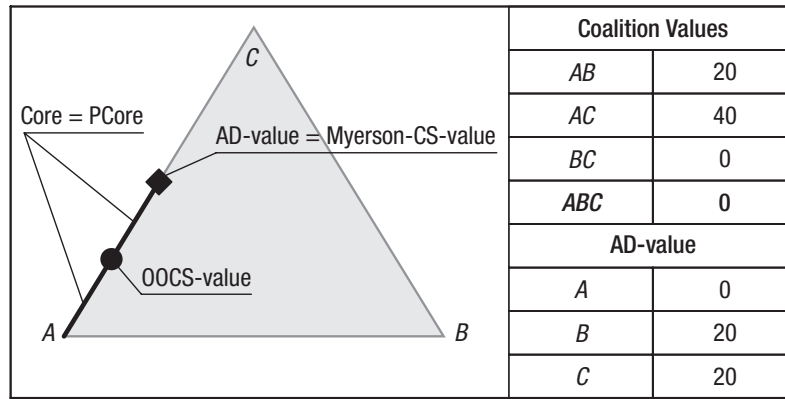 C
Core = PCore
AD-value = Myerson-CS-value
OOCS-value
A
B
Coalition Values
AB 20
AC 40
BC 0
ABC 0
AD-value
A 0
B 20
C 20